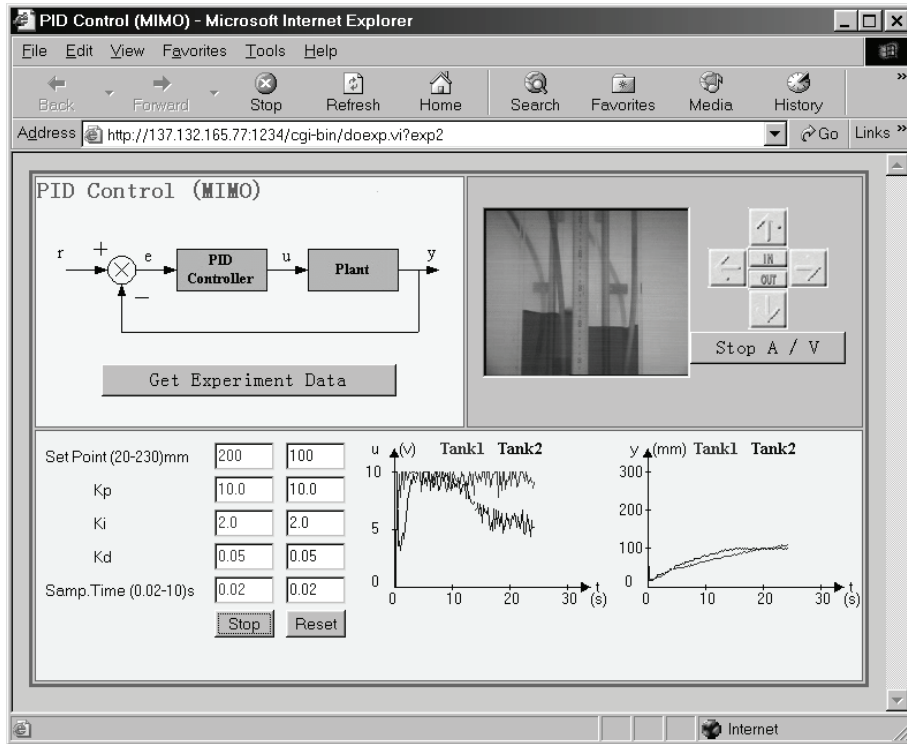 PID Control (MIMO) - Microsoft Internet Explorer
File Edit View Favorites Tools Help
Back Forward Stop Refresh Home Search Favorites Media History »
Address http://137.132.165.77:1234/cgi-bin/doexp.vi?exp2 Go Links »
PID Control (MIMO)
r + e PID Controller u Plant y
−
Get Experiment Data
IN
OUT
Stop A / V
Set Point (20-230)mm 200 100
Kp 10.0 10.0
Ki 2.0 2.0
Kd 0.05 0.05
Samp.Time (0.02-10)s 0.02 0.02
Stop Reset
u (v) Tank1 Tank2
10
5
0
0 10 20 30 t
(s)
y (mm) Tank1 Tank2
300
200
100
0
0 10 20 30 t
(s)
Internet